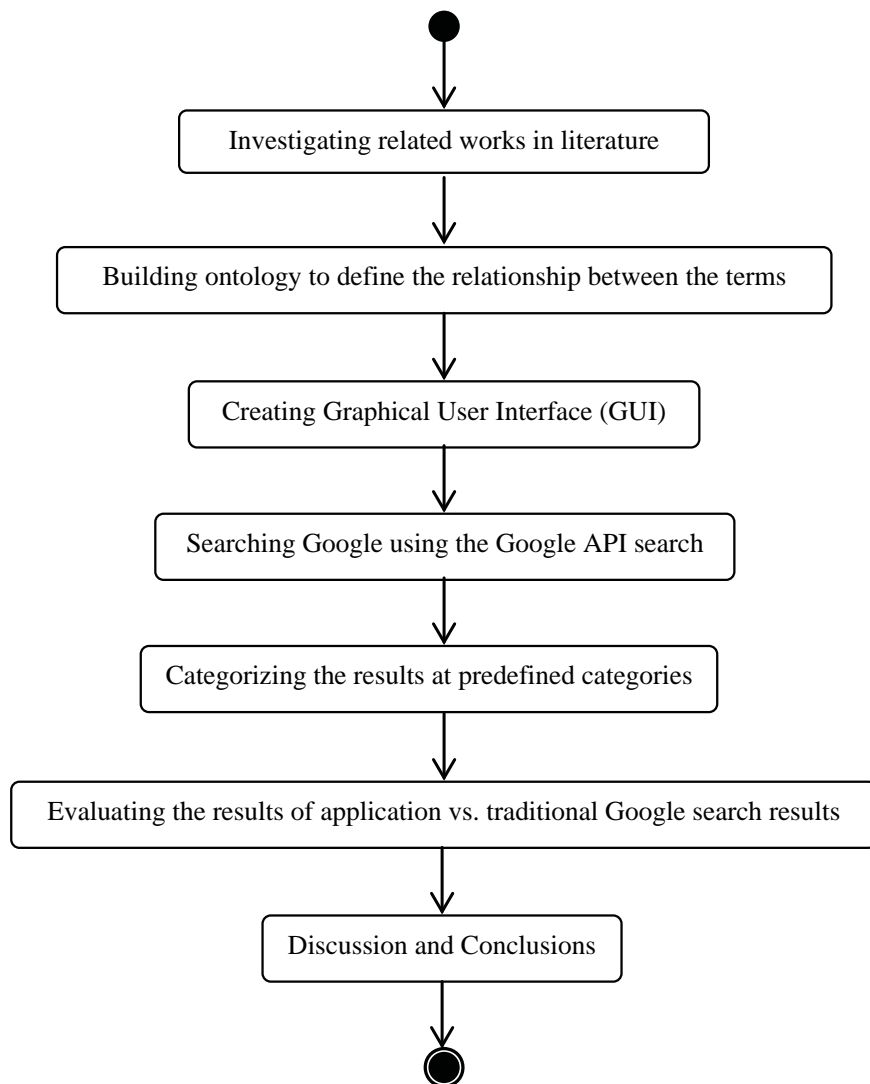 Investigating related works in literature
Building ontology to define the relationship between the terms
Creating Graphical User Interface (GUI)
Searching Google using the Google API search
Categorizing the results at predefined categories
Evaluating the results of application vs. traditional Google search results
Discussion and Conclusions